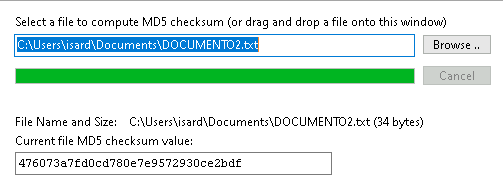 Select a file to compute MD5 checksum (or drag and drop a file onto this window)
C:\Users\isard\Documents\DOCUMENTO2.txt
Browse ..
Cancel
File Name and Size: C:\Users\isard\Documents\DOCUMENTO2.txt (34 bytes)
Current file MD5 checksum value:
476073a7fd0cd780e7e9572930ce2bdf